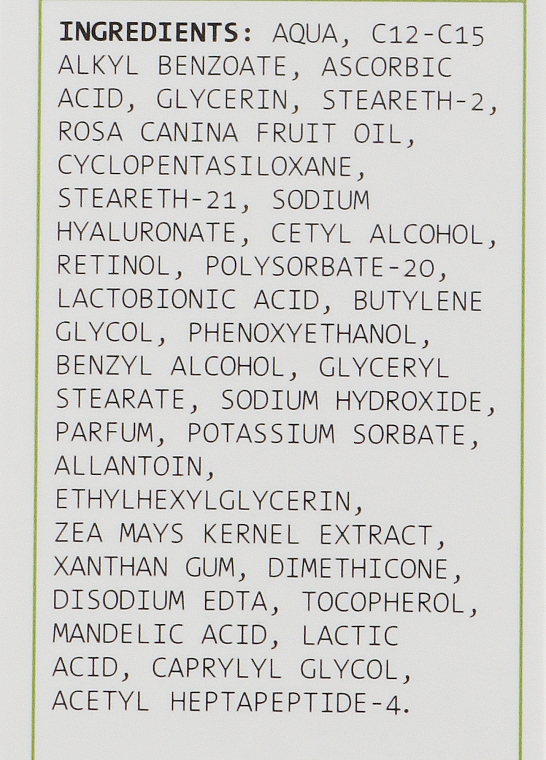 INGREDIENTS: AQUA, C12-C15
ALKYL BENZOATE, ASCORBIC
ACID, GLYCERIN, STEARETH-2,
ROSA CANINA FRUIT OIL,
CYCLOPENTASILOXANE,
STEARETH-21, SODIUM
HYALURONATE, CETYL ALCOHOL,
RETINOL, POLYSORBATE-20,
LACTOBIONIC ACID, BUTYLENE
GLYCOL, PHENOXYETHANOL,
BENZYL ALCOHOL, GLYCERYL
STEARATE, SODIUM HYDROXIDE,
PARFUM, POTASSIUM SORBATE,
ALLANTOIN,
ETHYLHEXYLGLYCERIN,
ZEA MAYS KERNEL EXTRACT,
XANTHAN GUM, DIMETHICONE,
DISODIUM EDTA, TOCOPHEROL,
MANDELIC ACID, LACTIC
ACID, CAPRYLYL GLYCOL,
ACETYL HEPTAPEPTIDE-4.